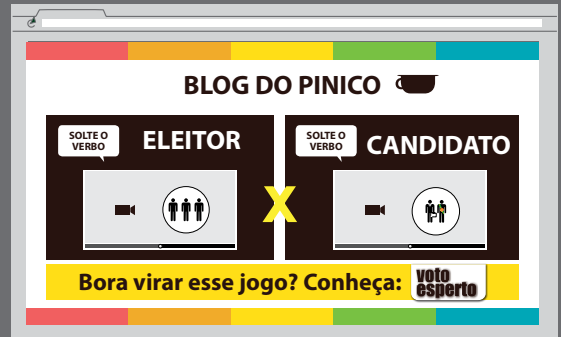 BLOG DO PINICO
SOLTE O
VERBO
ELEITOR
X
SOLTE O
VERBO
CANDIDATO
Bora virar esse jogo? Conheça:
voto
esperto